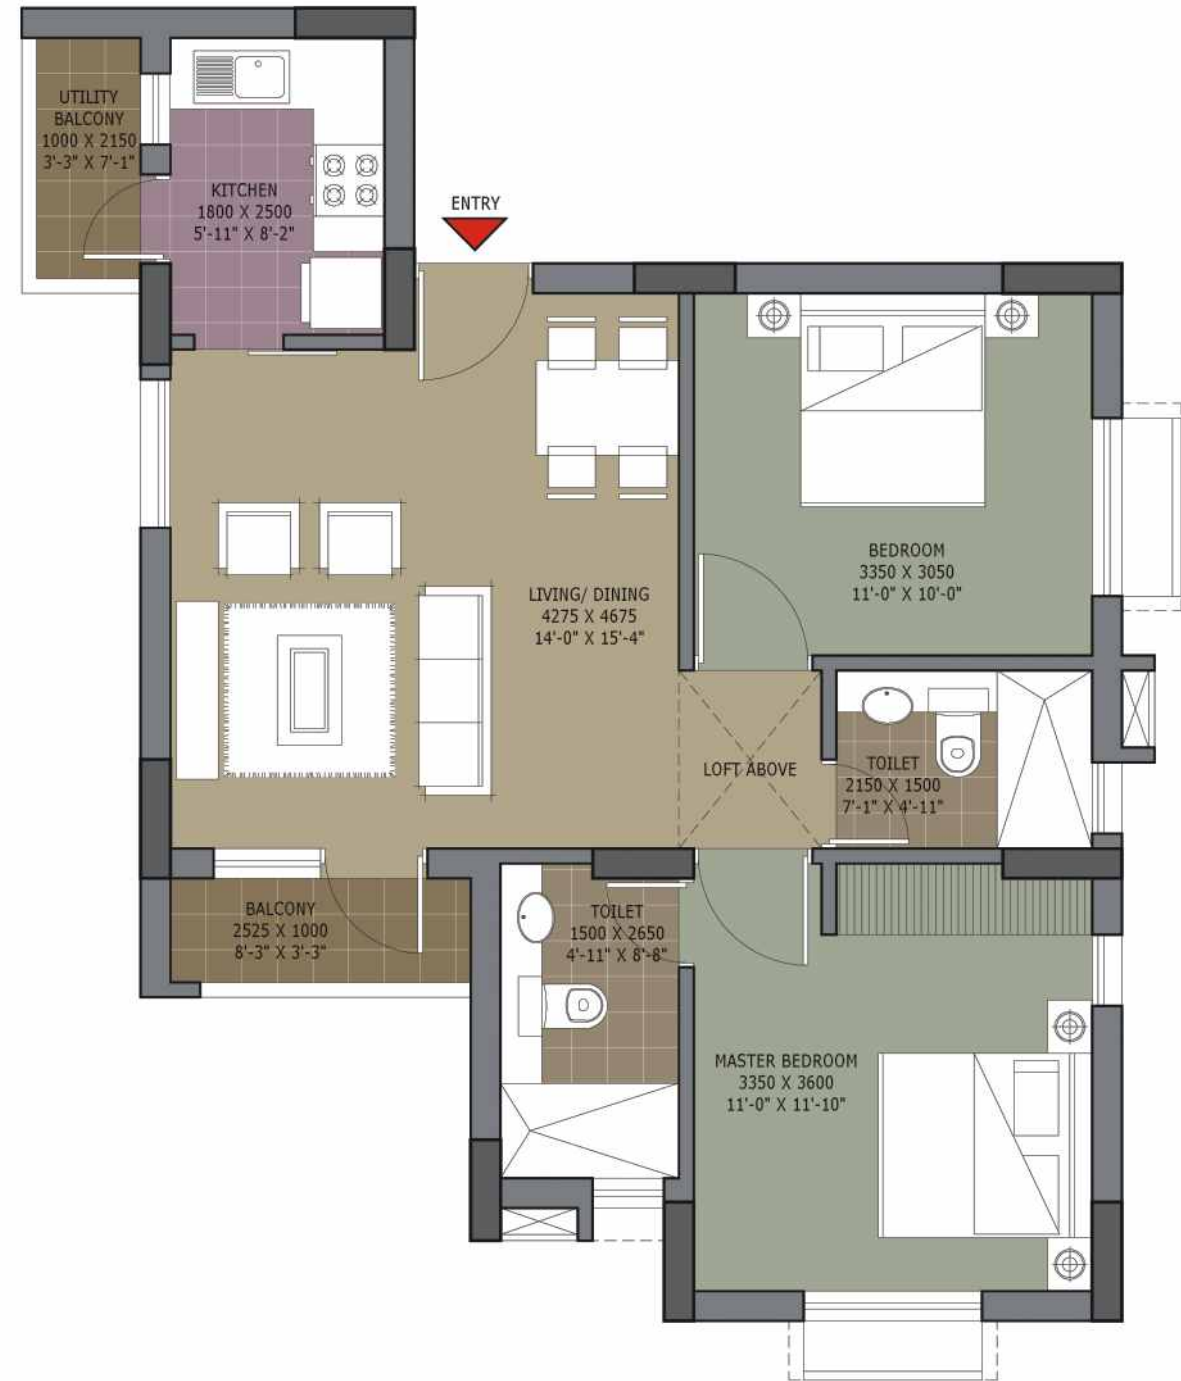 UTILITY
BALCONY
1000 X 2150
3'-3" X 7'-1"
KITCHEN
1800 X 2500
5'-11" X 8'-2"
ENTRY
BEDROOM
3350 X 3050
11'-0" X 10'-0"
LIVING/ DINING
4275 X 4675
14'-0" X 15'-4"
LOFT ABOVE
TOILET
2150 X 1500
7'-1" X 4'-11"
BALCONY
2525 X 1000
8'-3" X 3'-3"
TOILET
1500 X 2650
4'-11" X 8'-8"
MASTER BEDROOM
3350 X 3600
11'-0" X 11'-10"